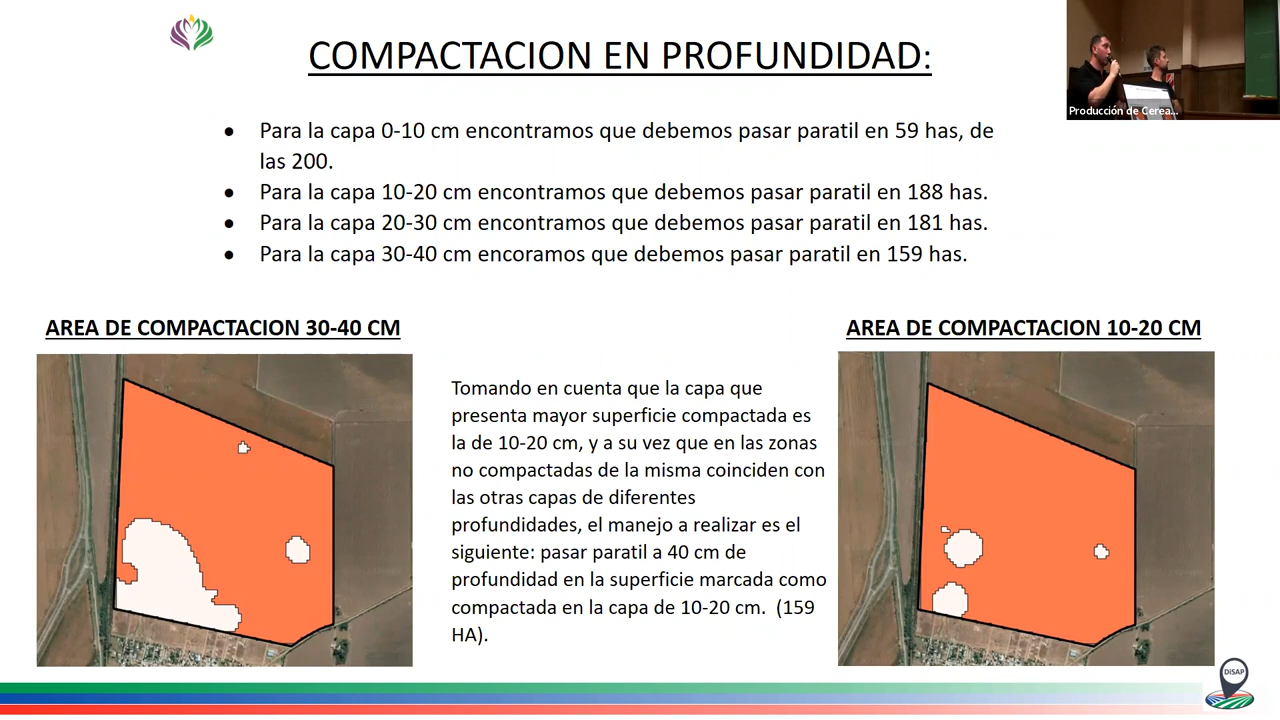 COMPACTACION EN PROFUNDIDAD:
Producción de Cerea...
• Para la capa 0-10 cm encontramos que debemos pasar paratil en 59 has, de
las 200.
• Para la capa 10-20 cm encontramos que debemos pasar paratil en 188 has.
• Para la capa 20-30 cm encontramos que debemos pasar paratil en 181 has.
• Para la capa 30-40 cm encoramos que debemos pasar paratil en 159 has.
AREA DE COMPACTACION 30-40 CM
Tomando en cuenta que la capa que
presenta mayor superficie compactada es
la de 10-20 cm, y a su vez que en las zonas
no compactadas de la misma coinciden con
las otras capas de diferentes
profundidades, el manejo a realizar es el
siguiente: pasar paratil a 40 cm de
profundidad en la superficie marcada como
compactada en la capa de 10-20 cm. (159
HA).
AREA DE COMPACTACION 10-20 CM
DiSAP